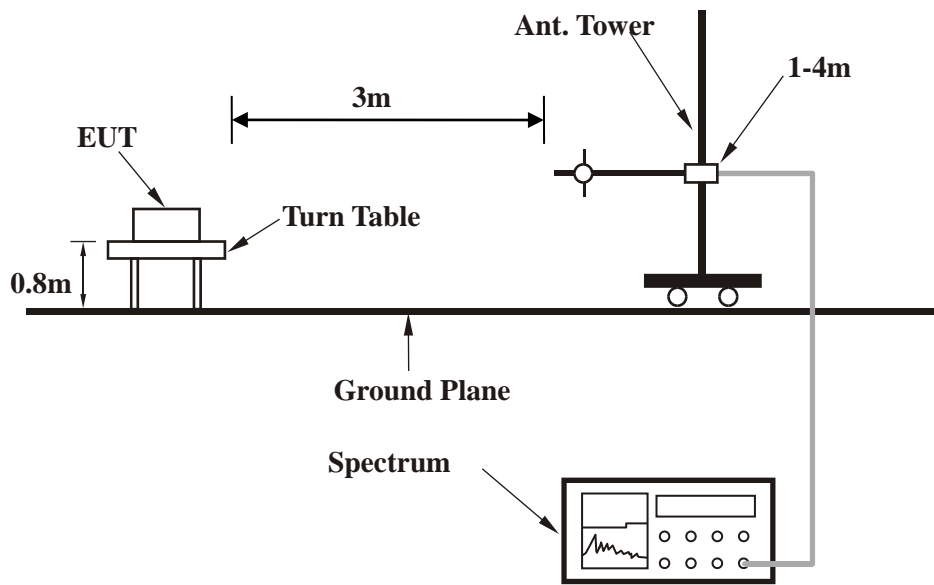 Ant. Tower
1-4m
3m
EUT
Turn Table
0.8m
Ground Plane
Spectrum